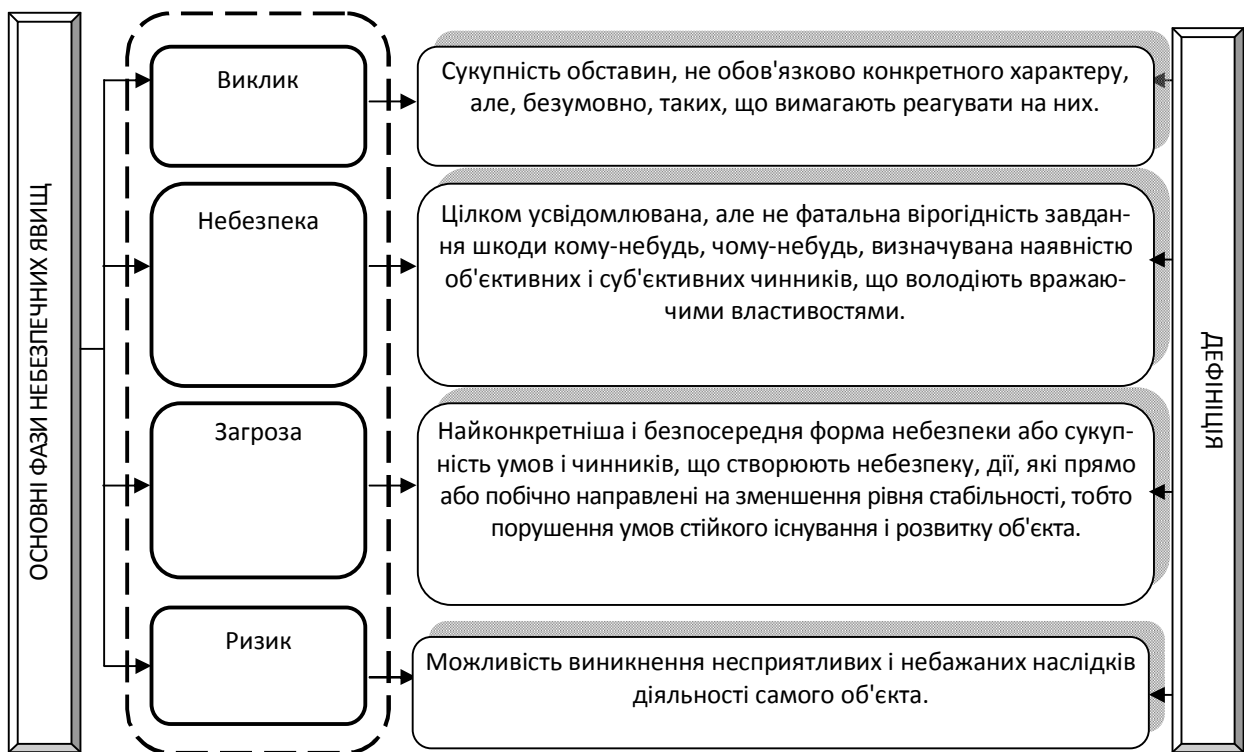 ОСНОВНІ ФАЗИ НЕБЕЗПЕЧНИХ ЯВИЩ
Виклик
Сукупність обставин, не обов'язково конкретного характеру,
але, безумовно, таких, що вимагають реагувати на них.
Небезпека
Цілком усвідомлювана, але не фатальна вірогідність завдан-
ня шкоди кому-небудь, чому-небудь, визначувана наявністю
об'єктивних і суб'єктивних чинників, що володіють вражаю-
чими властивостями.
Загроза
Найконкретніша і безпосередня форма небезпеки або сукуп-
ність умов і чинників, що створюють небезпеку, дії, які прямо
або побічно направлені на зменшення рівня стабільності, тобто
порушення умов стійкого існування і розвитку об'єкта.
Ризик
Можливість виникнення несприятливих і небажаних наслідків
діяльності самого об'єкта.
ДЕФІНІЦІЯ